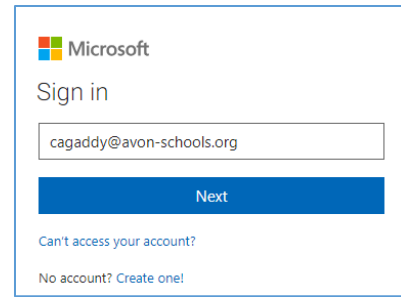 Microsoft
Sign in
cagaddy@avon-schools.org
Next
Can't access your account?
No account? Create one!